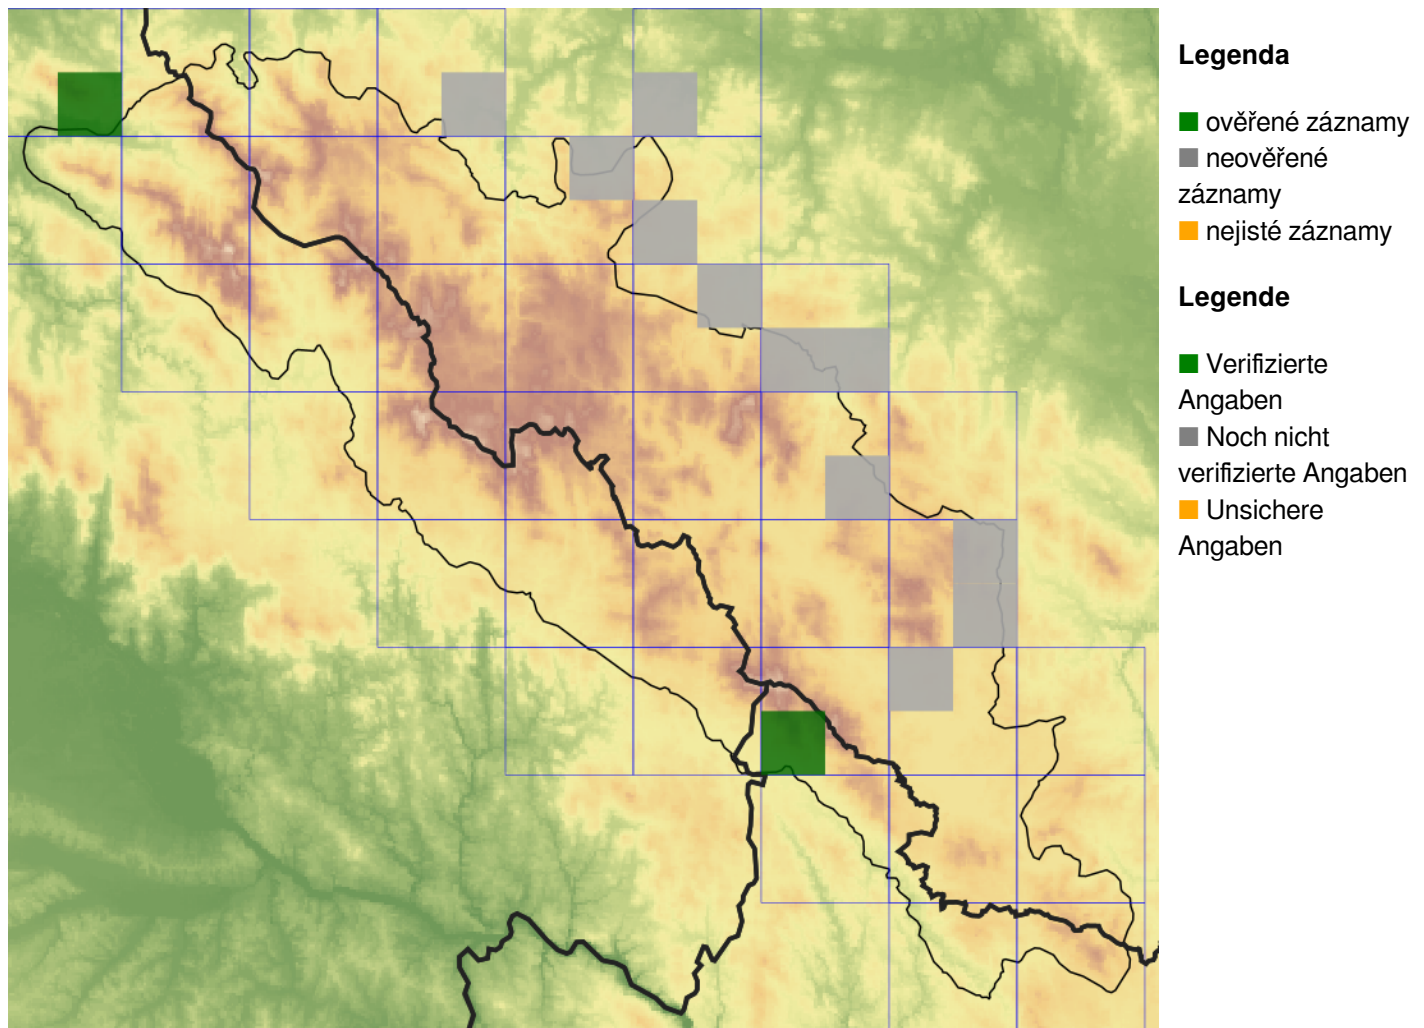 Legenda
ověřené záznamy
neověřené
záznamy
nejisté záznamy
Legende
Verifizierte
Angaben
Noch nicht
verifizierte Angaben
Unsichere
Angaben